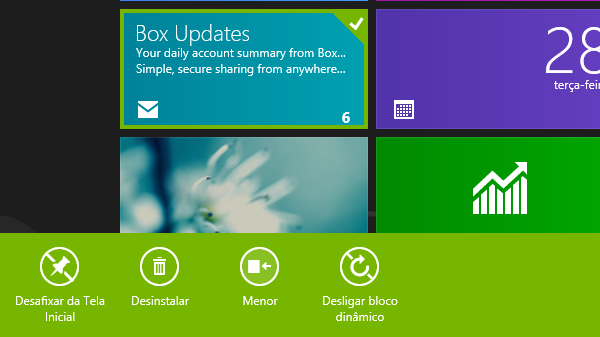 Box Updates
Your daily account summary from Box...
Simple, secure sharing from anywhere...
6
28
terça-fei
Desafixar da Tela
Inicial
Desinstalar
Menor
Desligar bloco
dinâmico